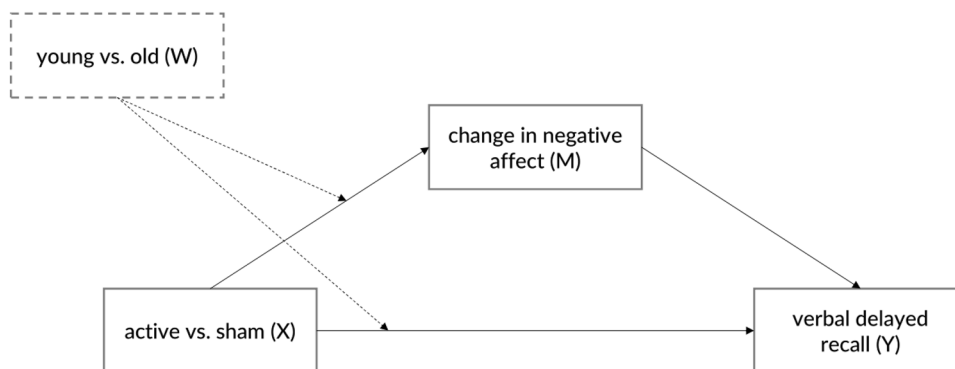 young vs. old (W)
change in negative
affect (M)
active vs. sham (X)
verbal delayed
recall (Y)